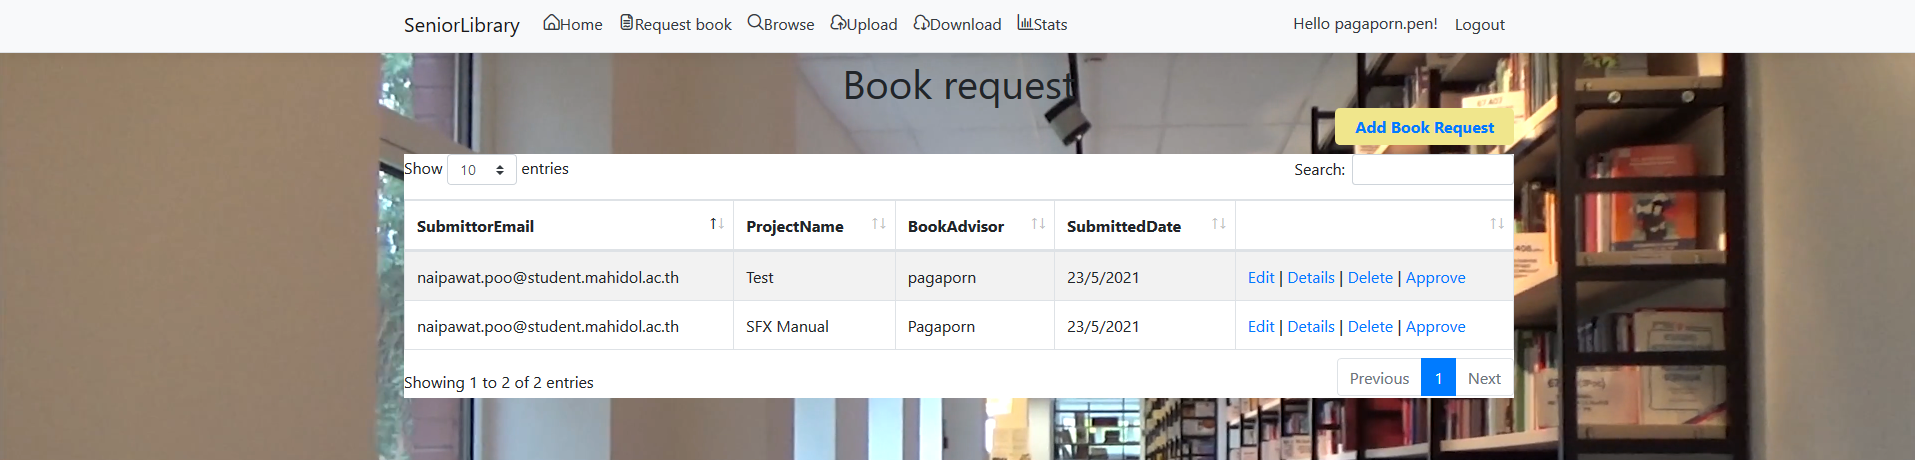 SeniorLibrary Home Request book Browse Upload Download Stats Hello pagaporn.pen! Logout
Book request
Add Book Request
Show 10 entries Search:
SubmittorEmail ProjectName BookAdvisor SubmittedDate
naipawat.poo@student.mahidol.ac.th Test pagaporn 23/5/2021 Edit | Details | Delete | Approve
naipawat.poo@student.mahidol.ac.th SFX Manual Pagaporn 23/5/2021 Edit | Details | Delete | Approve
Showing 1 to 2 of 2 entries Previous 1 Next